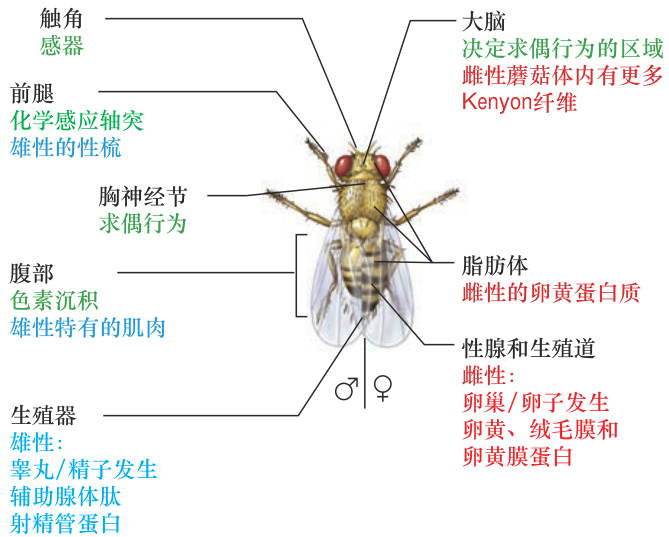 触角
感器
前腿
化学感应轴突
雄性的性梳
胸神经节
求偶行为
腹部
色素沉积
雄性特有的肌肉
生殖器
雄性：
睾丸/精子发生
辅助腺体肽
射精管蛋白
大脑
决定求偶行为的区域
雌性蘑菇体内有更多
Kenyon纤维
脂肪体
雌性的卵黄蛋白质
性腺和生殖道
雌性：
卵巢/卵子发生
卵黄、绒毛膜和
卵黄膜蛋白
♂ ♀